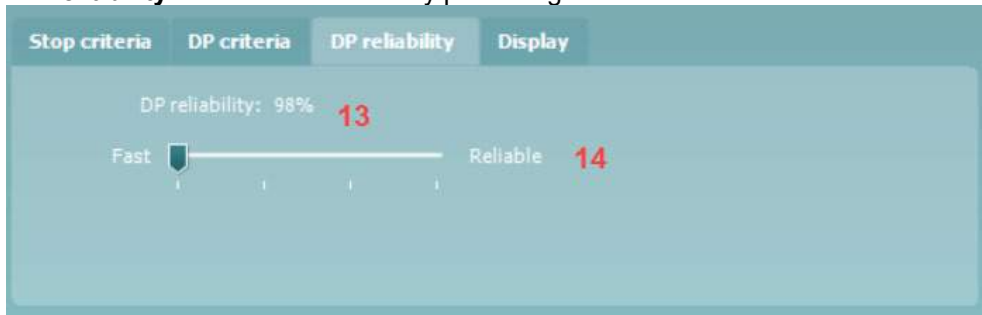 Stop criteria DP criteria DP reliability Display
DP reliability: 98% 13
Fast Reliable 14